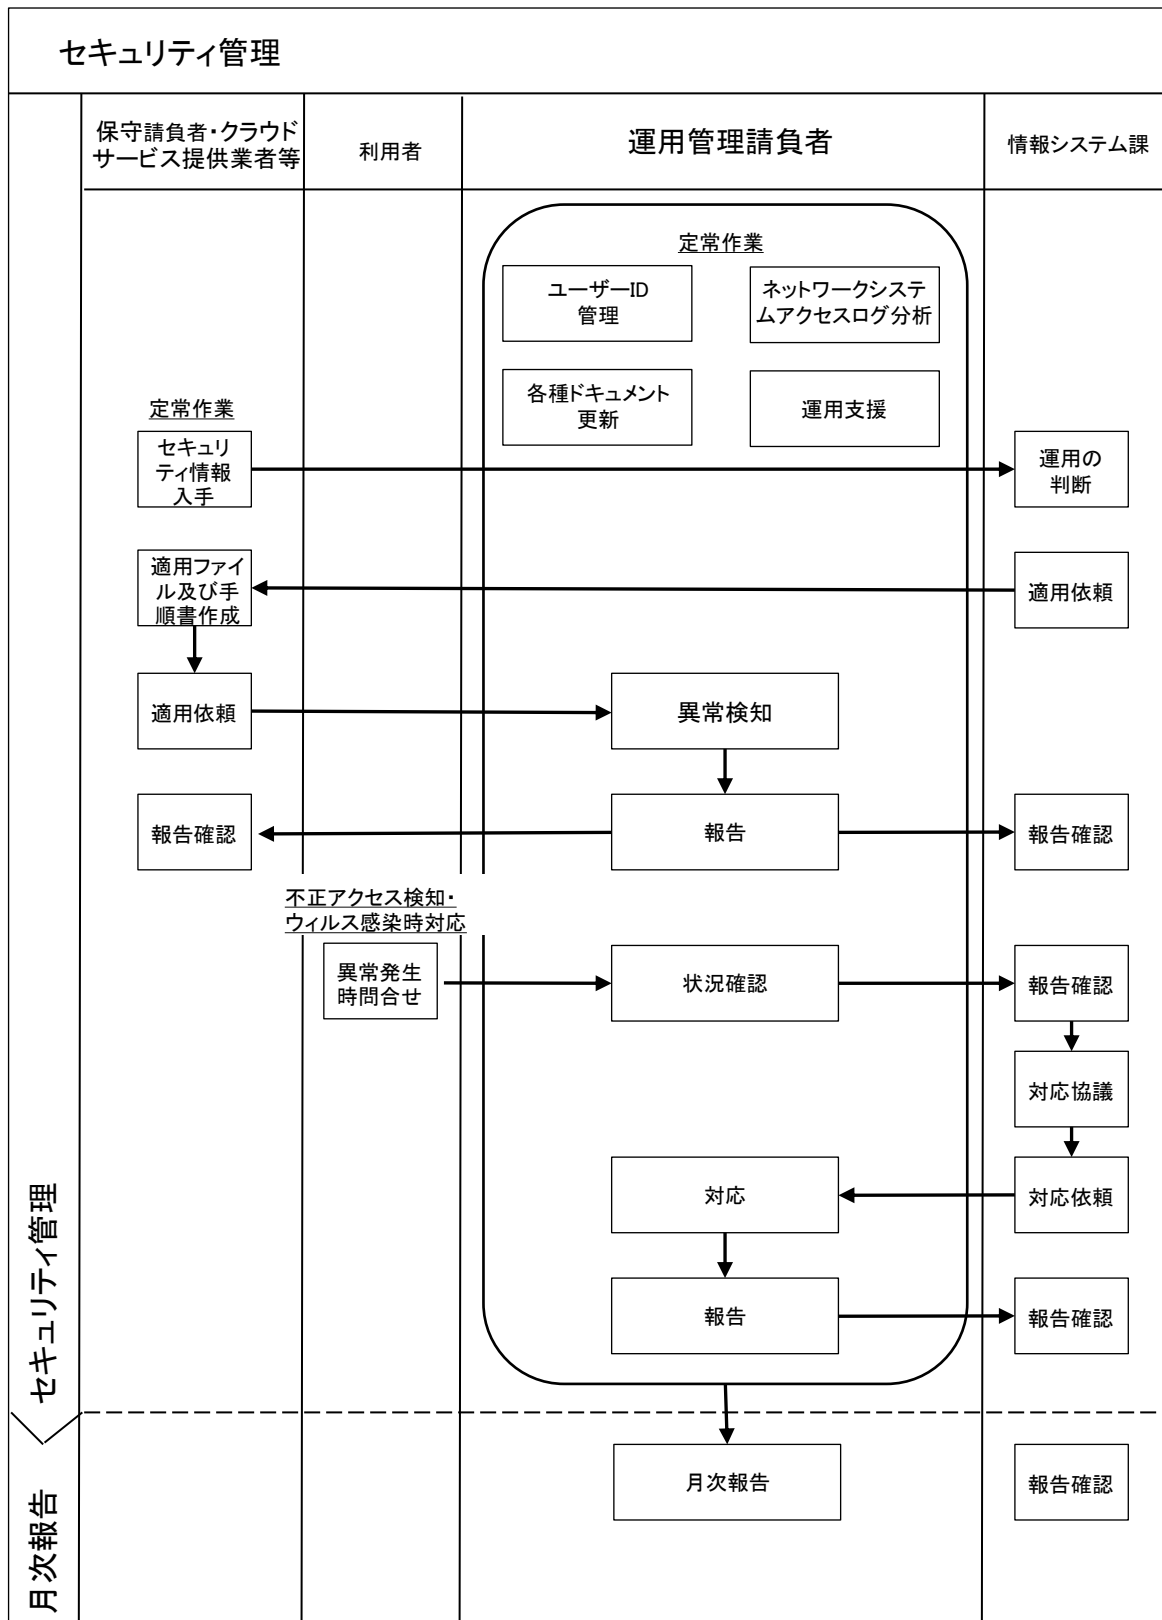 セキュリティ管理
保守請負者・クラウド
サービス提供業者等
利用者
運用管理請負者
情報システム課
定常作業
ユーザーID
管理
ネットワークシステ
ムアクセスログ分析
各種ドキュメント
更新
運用支援
定常作業
セキュリ
ティ情報
入手
運用の
判断
適用ファイ
ル及び手
順書作成
適用依頼
適用依頼
異常検知
報告確認
報告
報告確認
不正アクセス検知・
ウィルス感染時対応
異常発生
時問合せ
状況確認
報告確認
対応協議
対応
対応依頼
報告
報告確認
セキュリティ管理
月次報告
月次報告
報告確認